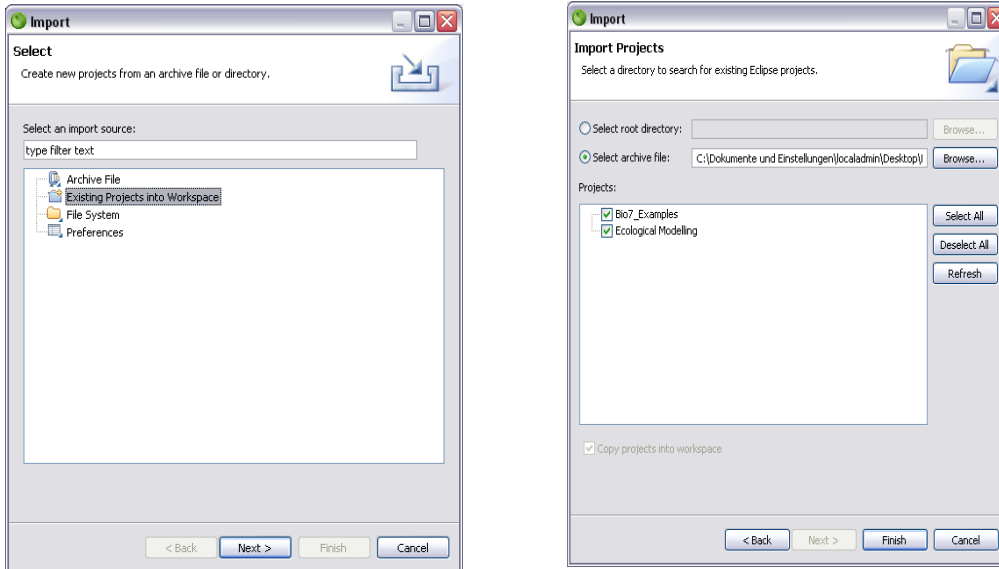 Import
Select
Create new projects from an archive file or directory.
Select an import source:
type filter text
Archive File
Existing Projects into Workspace
File System
Preferences
< Back Next > Finish Cancel
Import
Import Projects
Select a directory to search for existing Eclipse projects.
Select root directory: Browse...
Select archive file: C:\Dokumente und Einstellungen\localadmin\Desktop\ Browse...
Projects:
Bio7_Examples
Ecological Modelling
Select All
Deselect All
Refresh
Copy projects into workspace
< Back Next > Finish Cancel